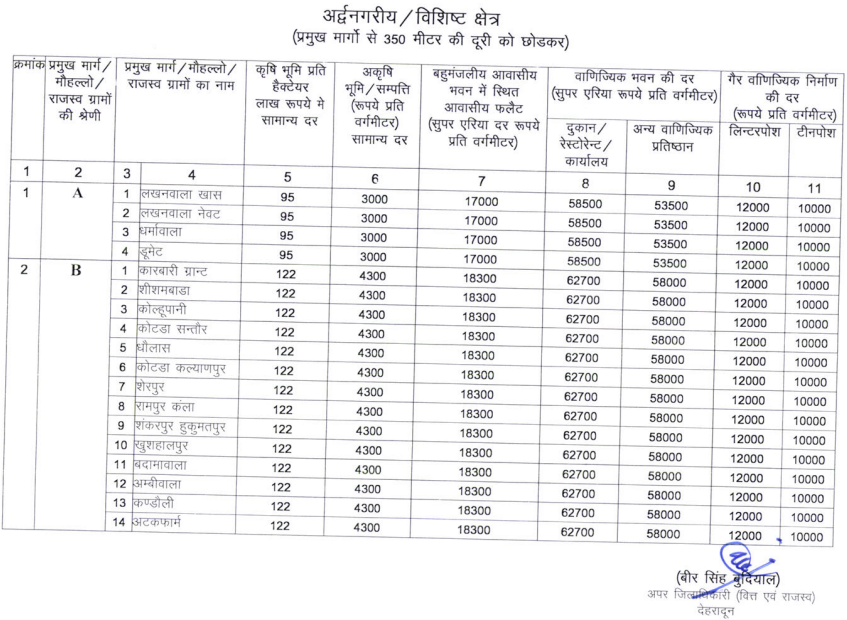 अर्द्वनगरीय/विशिष्ट क्षेत्र
(प्रमुख मार्गो से 350 मीटर की दूरी को छोडकर)
क्रमांक प्रमुख मार्ग/मौहल्लो/राजस्व ग्रामों की श्रेणी प्रमुख मार्ग/मौहल्लो/राजस्व ग्रामों का नाम कृषि भूमि प्रति हैक्टेयर लाख रूपये मे सामान्य दर अकृषि भूमि/सम्पत्ति (रूपये प्रति वर्गमीटर) सामान्य दर बहुमंजलीय आवासीय भवन में स्थित आवासीय फलैट (सुपर एरिया दर रूपये प्रति वर्गमीटर) वाणिज्यिक भवन की दर (सुपर एरिया रूपये प्रति वर्गमीटर) गैर वाणिज्यिक निर्माण की दर (रूपये प्रति वर्गमीटर)
दुकान/रेस्टोरेन्ट/कार्यालय अन्य वाणिज्यिक प्रतिष्ठान लिन्टरपोश टीनपोश
1 2 3 4 5 6 7 8 9 10 11
1 A 1 लखनवाला खास 95 3000 17000 58500 53500 12000 10000
2 लखनवाला नेवट 95 3000 17000 58500 53500 12000 10000
3 धर्मावाला 95 3000 17000 58500 53500 12000 10000
4 डूमेट 95 3000 17000 58500 53500 12000 10000
2 B 1 कारबारी ग्रान्ट 122 4300 18300 62700 58000 12000 10000
2 शीशमबाडा 122 4300 18300 62700 58000 12000 10000
3 कोल्हूपानी 122 4300 18300 62700 58000 12000 10000
4 कोटडा सन्तौर 122 4300 18300 62700 58000 12000 10000
5 धौलास 122 4300 18300 62700 58000 12000 10000
6 कोटडा कल्याणपुर 122 4300 18300 62700 58000 12000 10000
7 शेरपुर 122 4300 18300 62700 58000 12000 10000
8 रामपुर कंला 122 4300 18300 62700 58000 12000 10000
9 शंकरपुर हुकुमतपुर 122 4300 18300 62700 58000 12000 10000
10 खुशहालपुर 122 4300 18300 62700 58000 12000 10000
11 बदामावाला 122 4300 18300 62700 58000 12000 10000
12 अम्बीवाला 122 4300 18300 62700 58000 12000 10000
13 कण्डौली 122 4300 18300 62700 58000 12000 10000
14 अटकफार्म 122 4300 18300 62700 58000 12000 10000
(बीर सिंह बुदियाल)
अपर जिलाधिकारी (वित्त एवं राजस्व)
देहरादून